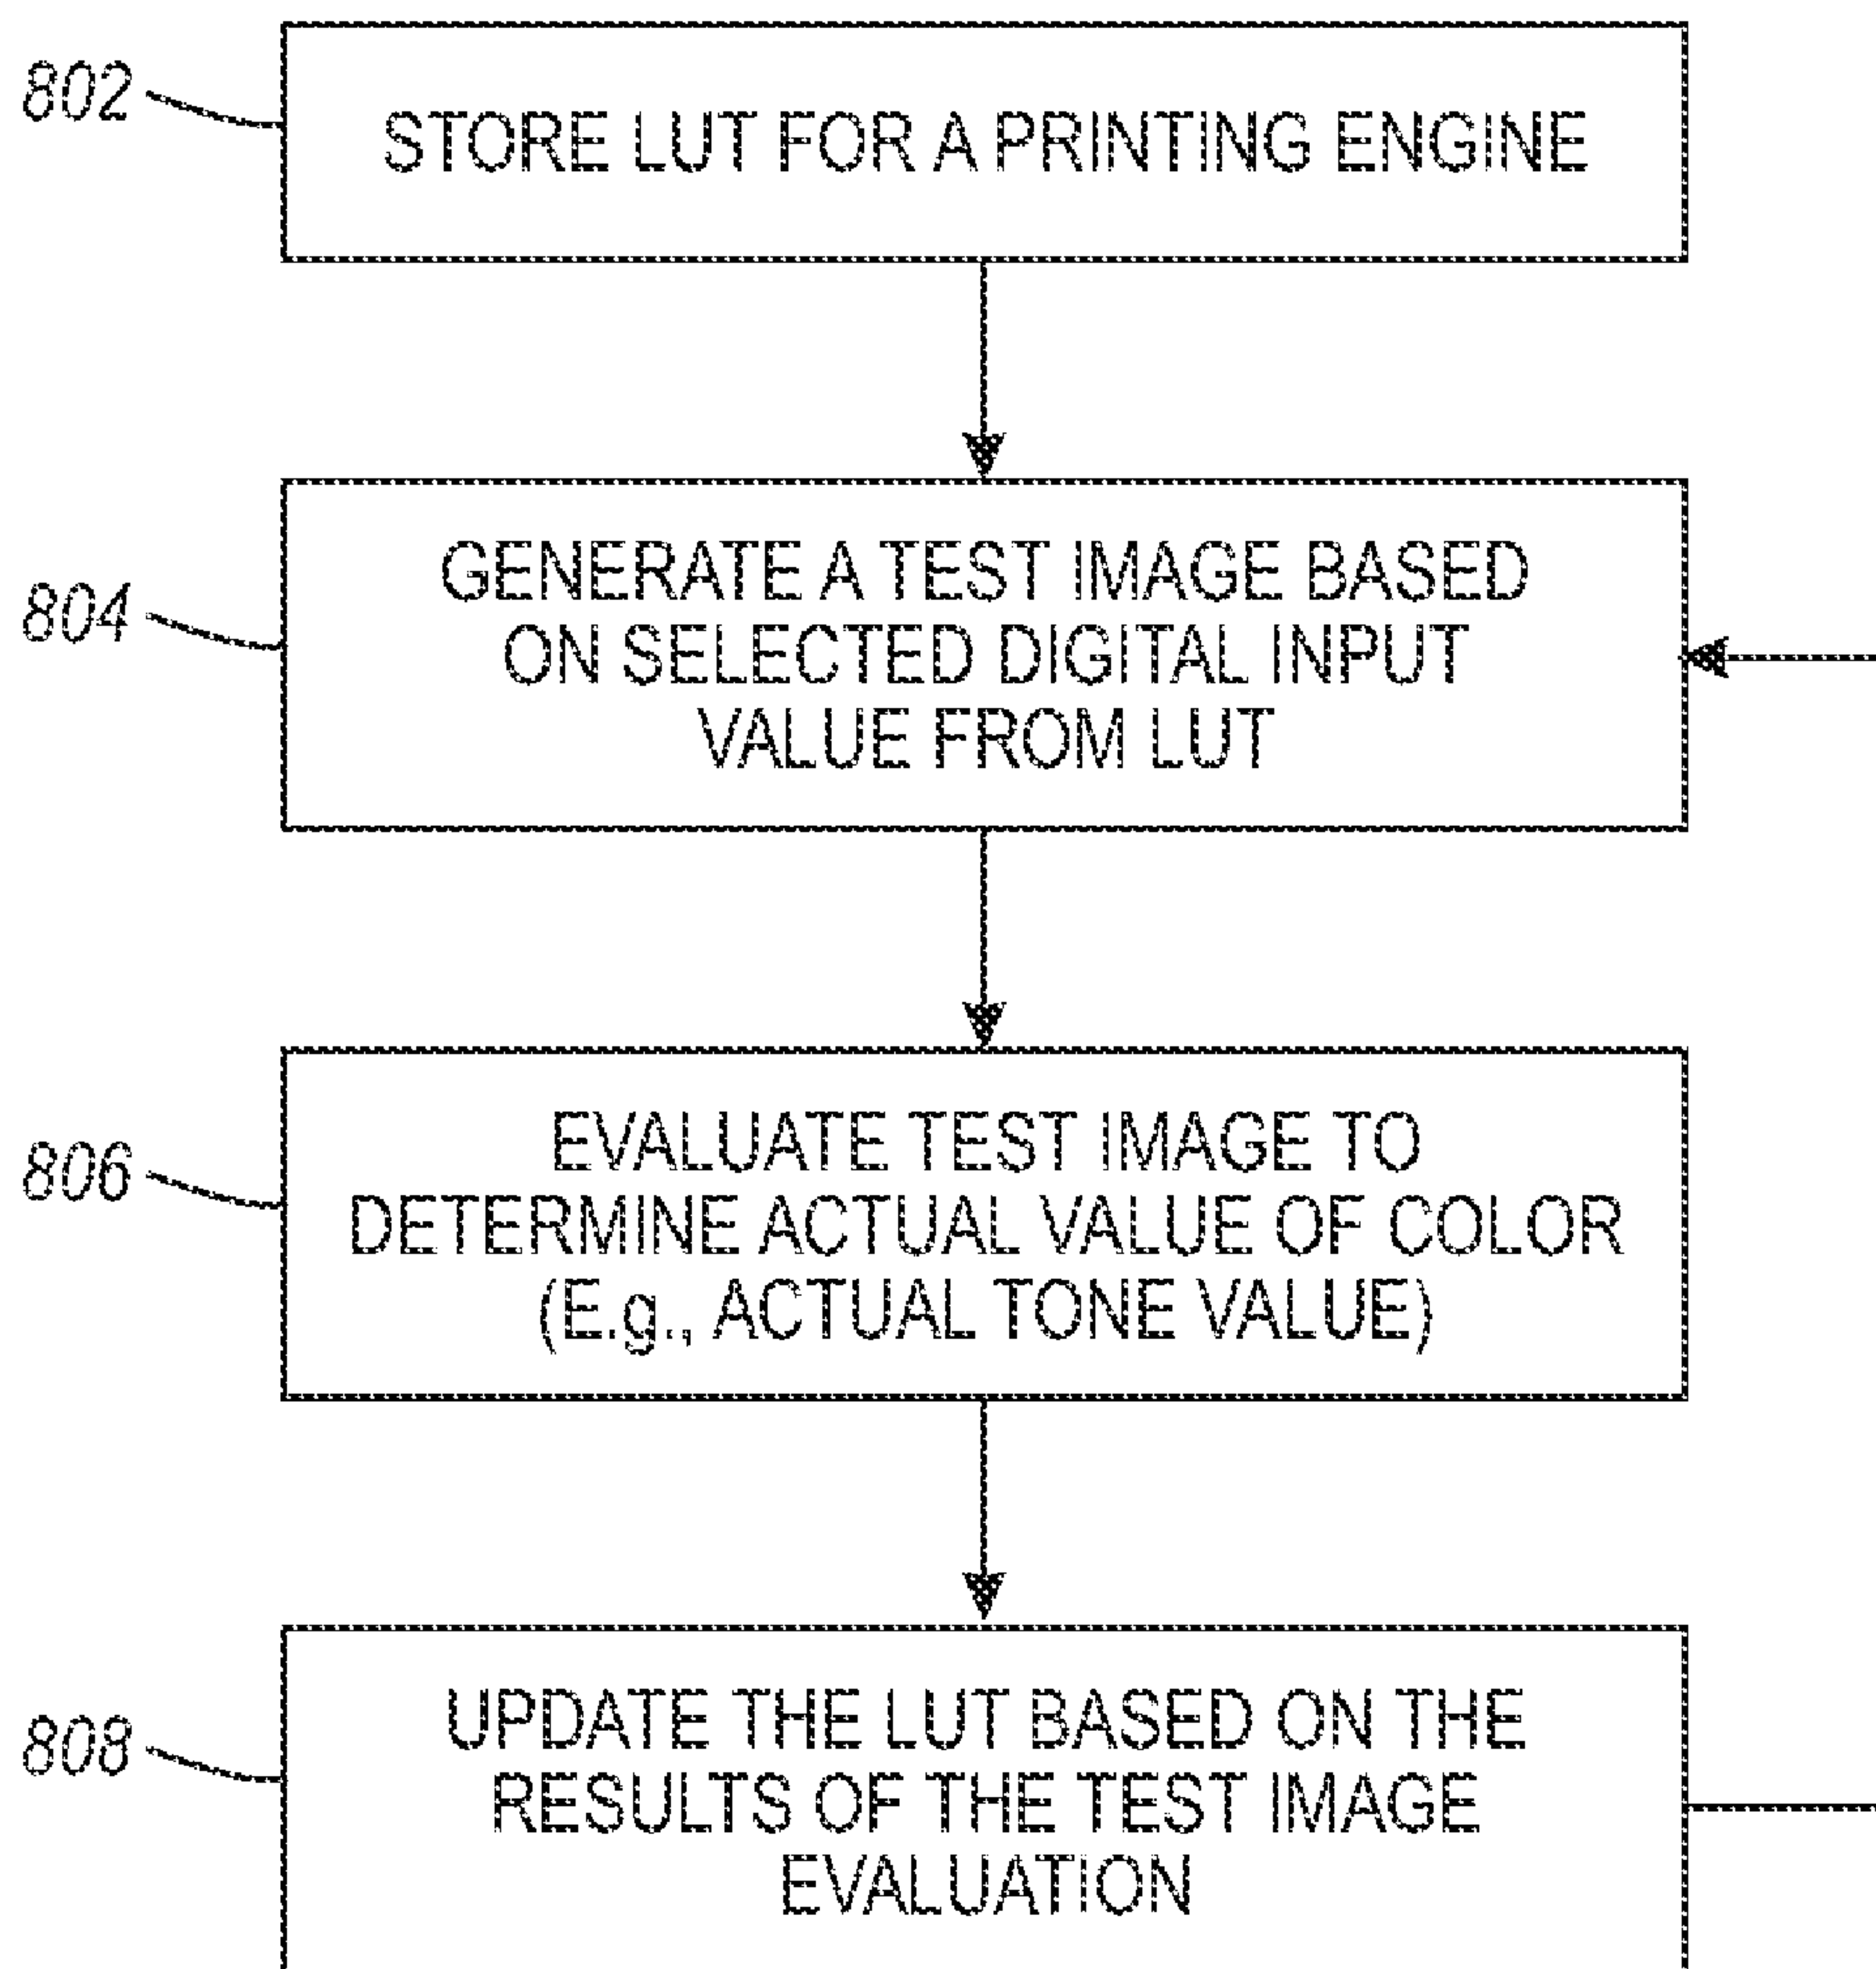 802
STORE LUT FOR A PRINTING ENGINE
804
GENERATE A TEST IMAGE BASED
ON SELECTED DIGITAL INPUT
VALUE FROM LUT
806
EVALUATE TEST IMAGE TO
DETERMINE ACTUAL VALUE OF COLOR
(E.g., ACTUAL TONE VALUE)
808
UPDATE THE LUT BASED ON THE
RESULTS OF THE TEST IMAGE
EVALUATION